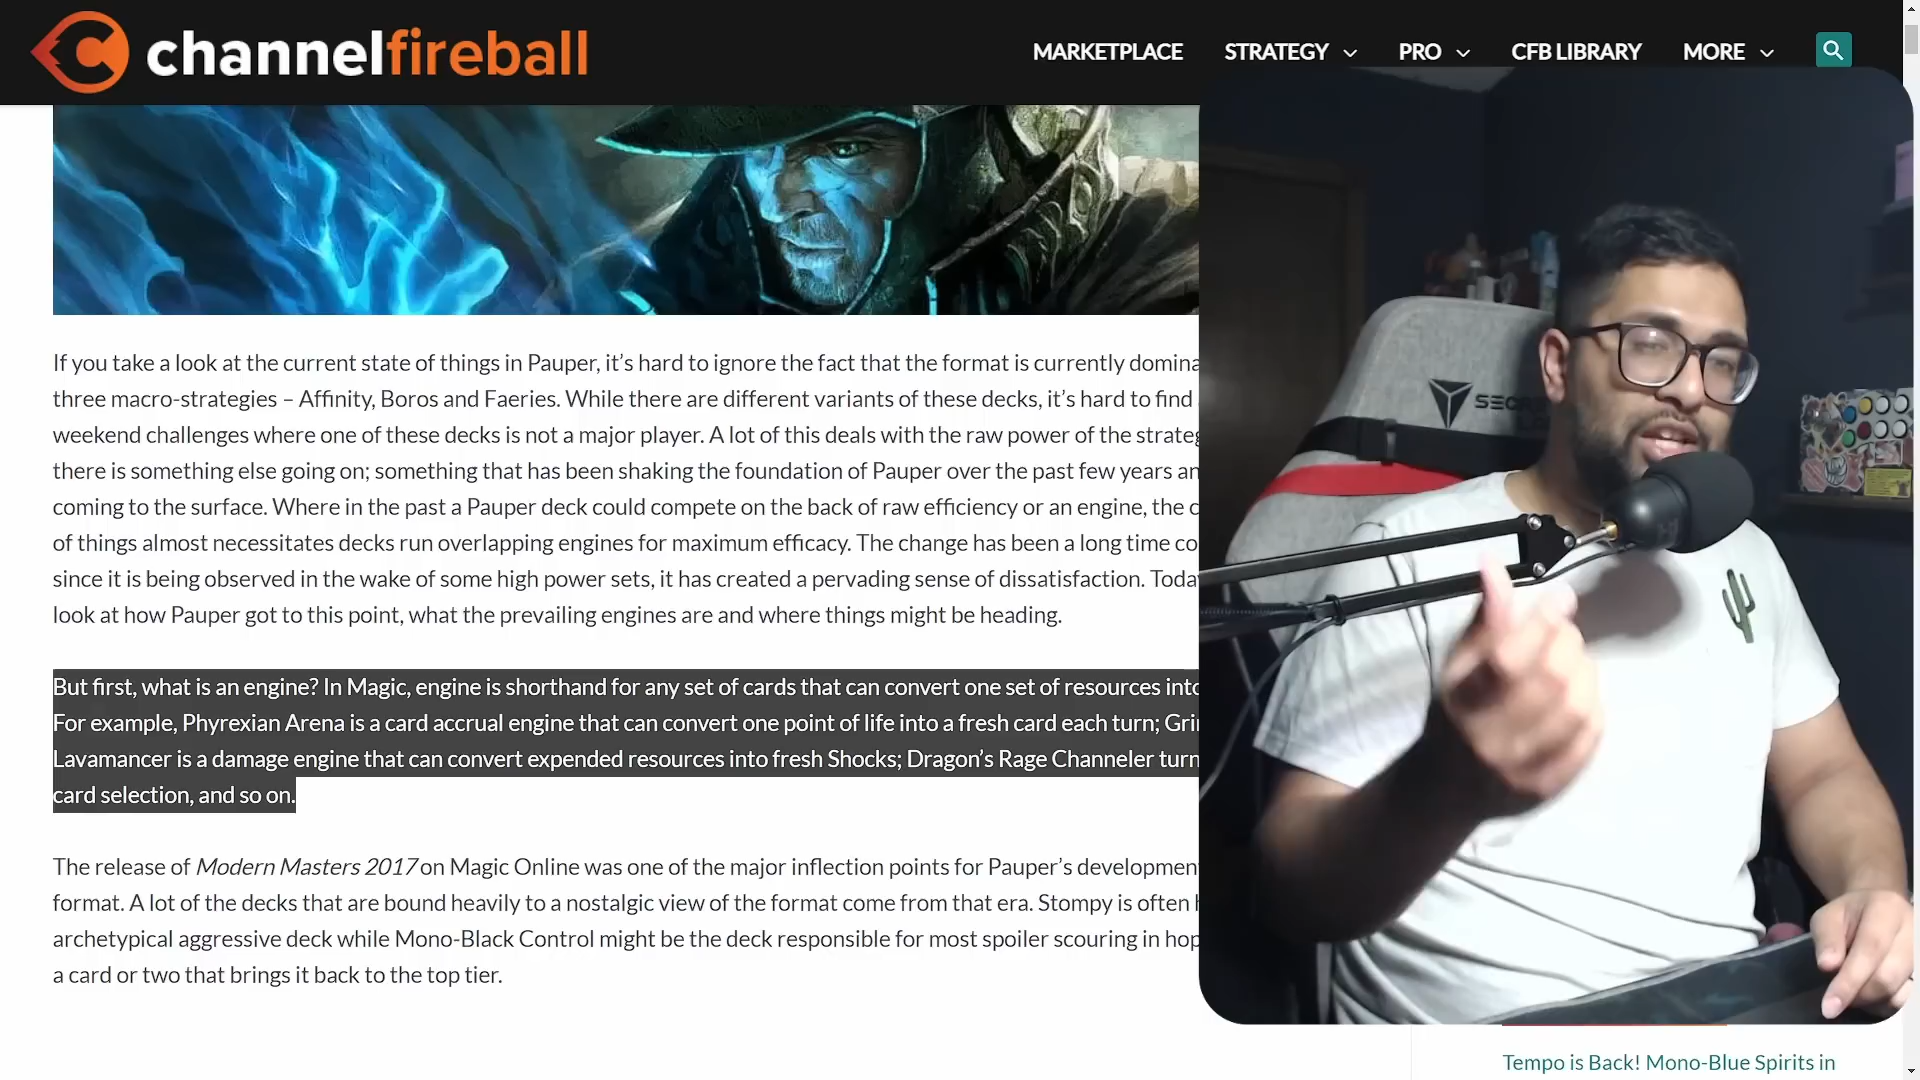 channelfireball
MARKETPLACE STRATEGY PRO CFB LIBRARY MORE
If you take a look at the current state of things in Pauper, it’s hard to ignore the fact that the format is currently
three macro-strategies – Affinity, Boros and Faeries. While there are different variants of these decks, it’s hard to find
weekend challenges where one of these decks is not a major player. A lot of this deals with the raw power of the
there is something else going on; something that has been shaking the foundation of Pauper over the past few years
coming to the surface. Where in the past a Pauper deck could compete on the back of raw efficiency or an engine, the
of things almost necessitates decks run overlapping engines for maximum efficacy. The change has been a long time
since it is being observed in the wake of some high power sets, it has created a pervading sense of dissatisfaction.
look at how Pauper got to this point, what the prevailing engines are and where things might be heading.
But first, what is an engine? In Magic, engine is shorthand for any set of cards that can convert one set of resources
For example, Phyrexian Arena is a card accrual engine that can convert one point of life into a fresh card each turn;
Lavamancer is a damage engine that can convert expended resources into fresh Shocks; Dragon’s Rage Channeler
card selection, and so on.
The release of Modern Masters 2017 on Magic Online was one of the major inflection points for Pauper’s
format. A lot of the decks that are bound heavily to a nostalgic view of the format come from that era. Stompy is often
archetypical aggressive deck while Mono-Black Control might be the deck responsible for most spoiler scouring in
a card or two that brings it back to the top tier.
Tempo is Back! Mono-Blue Spirits in